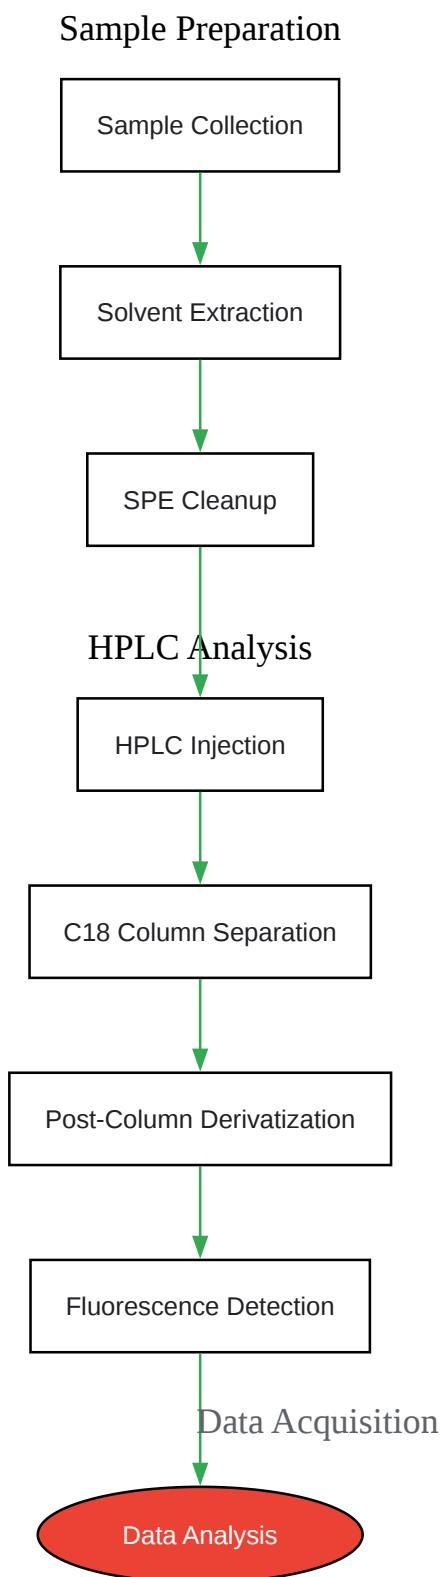 Sample Preparation
Sample Collection
Solvent Extraction
SPE Cleanup
HPLC Analysis
HPLC Injection
C18 Column Separation
Post-Column Derivatization
Fluorescence Detection
Data Acquisition
Data Analysis